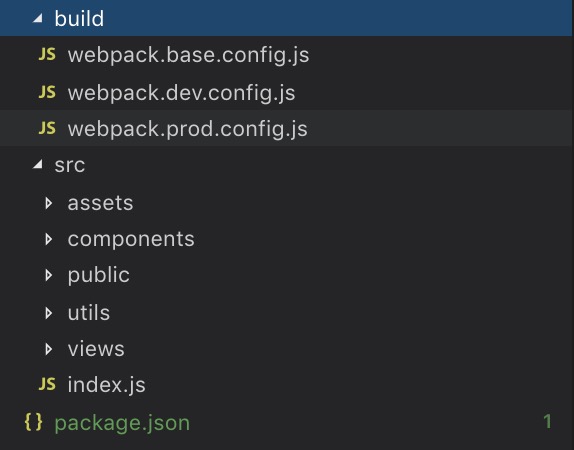 build
JS webpack.base.config.js
JS webpack.dev.config.js
JS webpack.prod.config.js
src
assets
components
public
utils
views
JS index.js
{} package.json 1